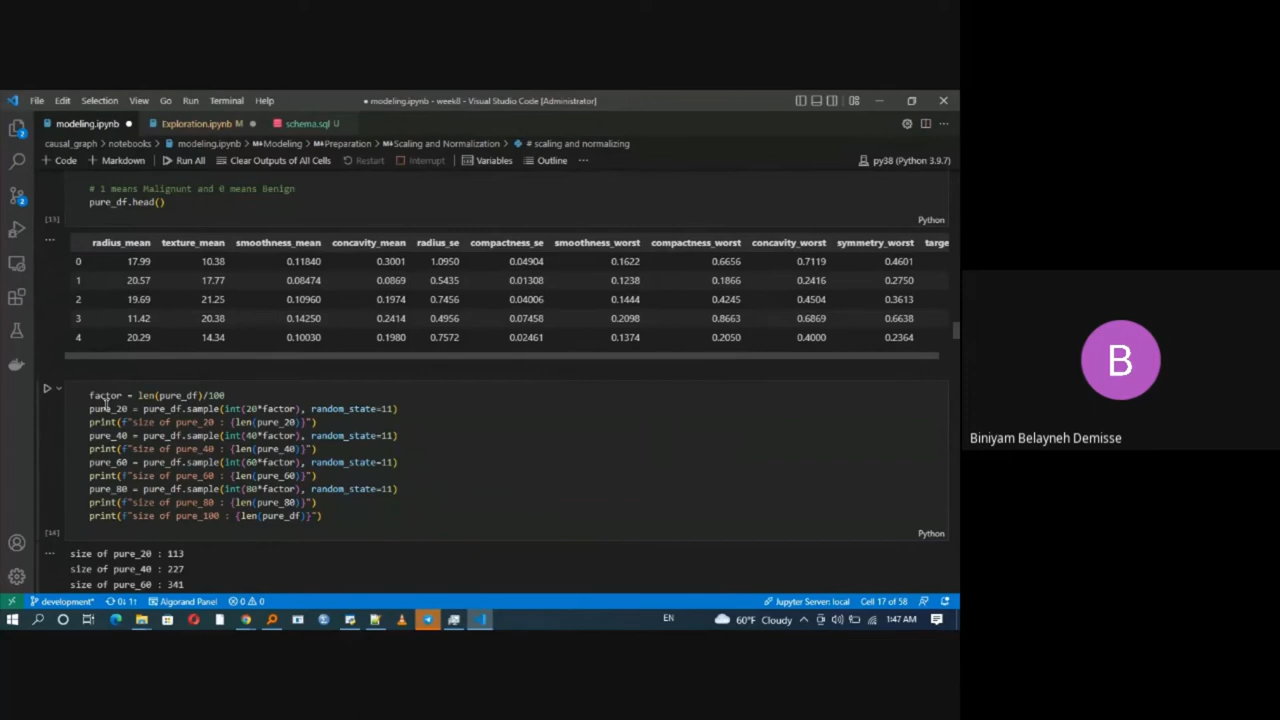 File Edit Selection View Go Run Terminal Help
● modeling.ipynb - week8 - Visual Studio Code [Administrator]
modeling.ipynb ● Exploration.ipynb M ● schema.sql U
causal_graph > notebooks > modeling.ipynb > M↓Modeling > M↓Preparation > M↓Scaling and Normalization > # scaling and normalizing
+ Code + Markdown Run All Clear Outputs of All Cells Restart Interrupt Variables Outline ··· py38 (Python 3.9.7)
# 1 means Malignunt and 0 means Benign
pure_df.head()
[13] Python
radius_mean texture_mean smoothness_mean concavity_mean radius_se compactness_se smoothness_worst compactness_worst concavity_worst symmetry_worst targe
0 17.99 10.38 0.11840 0.3001 1.0950 0.04904 0.1622 0.6656 0.7119 0.4601
1 20.57 17.77 0.08474 0.0869 0.5435 0.01308 0.1238 0.1866 0.2416 0.2750
2 19.69 21.25 0.10960 0.1974 0.7456 0.04006 0.1444 0.4245 0.4504 0.3613
3 11.42 20.38 0.14250 0.2414 0.4956 0.07458 0.2098 0.8663 0.6869 0.6638
4 20.29 14.34 0.10030 0.1980 0.7572 0.02461 0.1374 0.2050 0.4000 0.2364
factor = len(pure_df)/100
pure_20 = pure_df.sample(int(20*factor), random_state=11)
print(f"size of pure_20 : {len(pure_20)}")
pure_40 = pure_df.sample(int(40*factor), random_state=11)
print(f"size of pure_40 : {len(pure_40)}")
pure_60 = pure_df.sample(int(60*factor), random_state=11)
print(f"size of pure_60 : {len(pure_60)}")
pure_80 = pure_df.sample(int(80*factor), random_state=11)
print(f"size of pure_80 : {len(pure_80)}")
print(f"size of pure_100 : {len(pure_df)}")
[14] Python
size of pure_20 : 113
size of pure_40 : 227
size of pure_60 : 341
development* 0↓ 1↑ Algorand Panel 0 0 Jupyter Server: local Cell 17 of 58
EN 60°F Cloudy 1:47 AM
B
Biniyam Belayneh Demisse